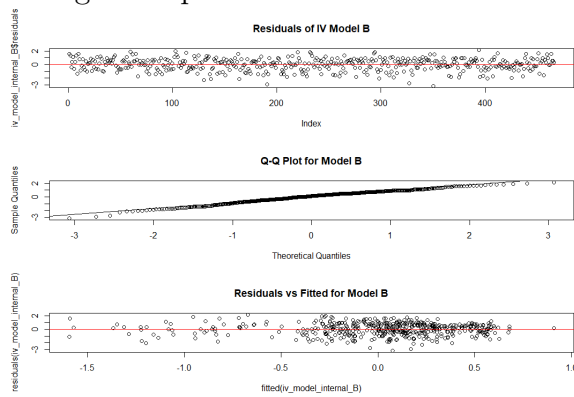 Residuals of IV Model B
iv_model_internal_B$residuals
2
-3
0
100
200
300
400
Index
Q-Q Plot for Model B
Sample Quantiles
2
-3
-3
-2
-1
0
1
2
3
Theoretical Quantiles
Residuals vs Fitted for Model B
residuals(iv_model_internal_B)
2
0
-3
-1.5
-1.0
-0.5
0.0
0.5
fitted(iv_model_internal_B)